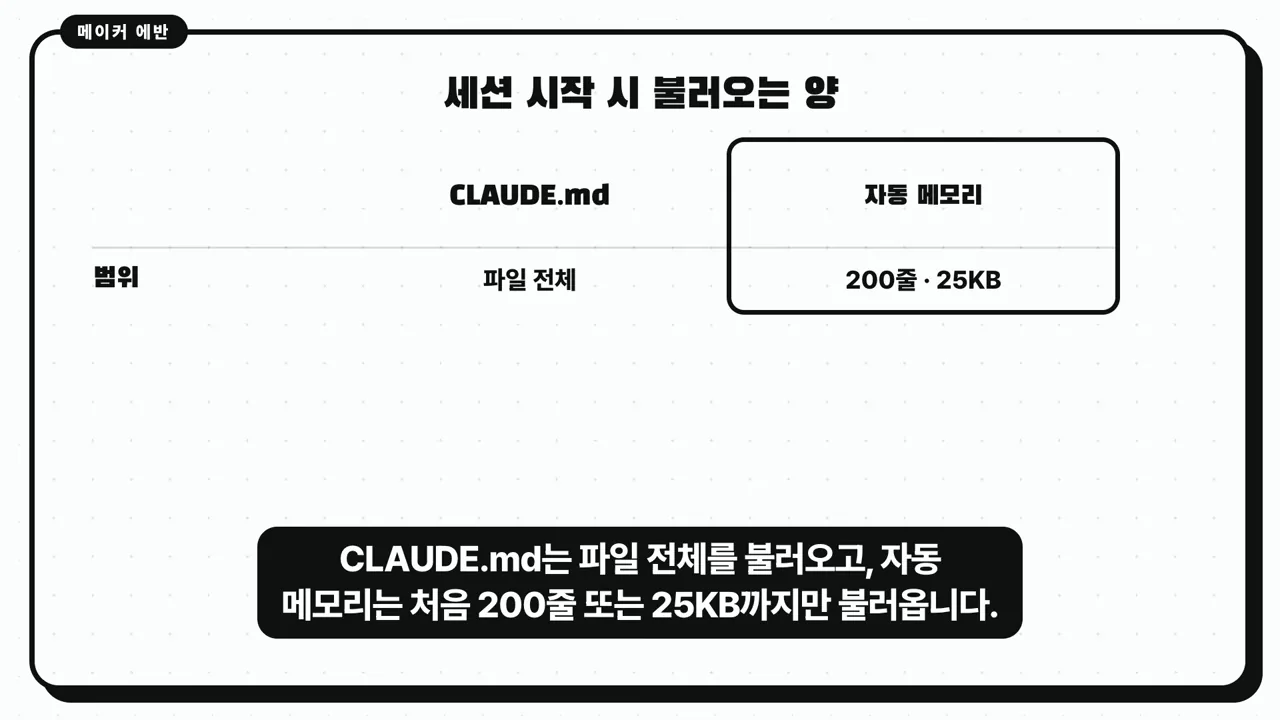 메이커 에반
세션 시작 시 불러오는 양
CLAUDE.md 자동 메모리
범위 파일 전체 200줄 · 25KB
CLAUDE.md는 파일 전체를 불러오고, 자동
메모리는 처음 200줄 또는 25KB까지만 불러옵니다.